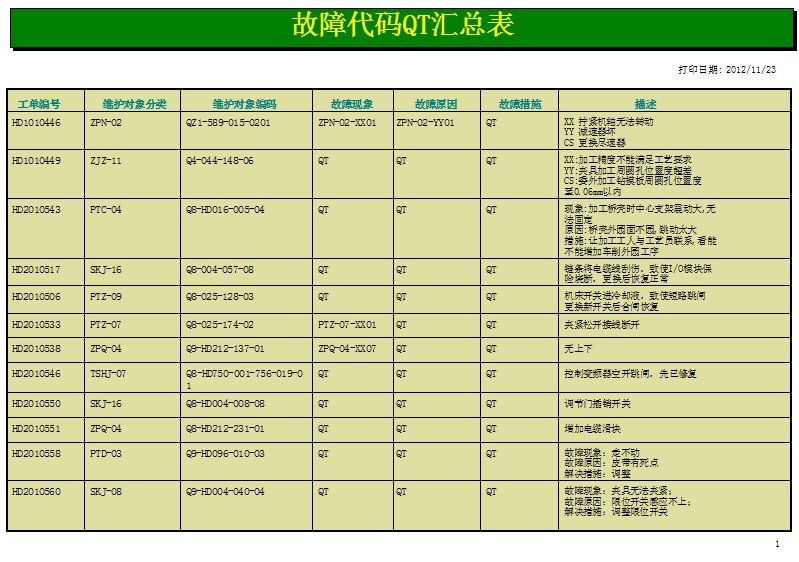 故障代码QT汇总表
打印日期: 2012/11/23
工单编号 维护对象分类 维护对象编码 故障现象 故障原因 故障措施 描述
HD1010446 ZPN-02 QZ1-589-015-0201 ZPN-02-XX01 ZPN-02-YY01 QT XX 拧紧机轴无法转动
YY 减速器坏
CS 更换尽速器
HD1010449 ZJZ-11 Q4-044-148-06 QT QT QT XX:加工精度不能满足工艺要求
YY:夹具加工周圈孔位置度超差
CS:委外加工钻摸板周圈孔位置度
至0.06mm以内
HD2010543 PTC-04 Q8-HD016-005-04 QT QT QT 现象:加工桥壳时中心支架震动大,无
法固定
原因:桥壳外园面不园,跳动太大
措施:让加工工人与工艺员联系,看能
不能增加车削外园工序
HD2010517 SKJ-16 Q8-004-057-08 QT QT QT 链条将电缆线刮伤，致使I/O模块保
险烧断，更换后恢复正常
HD2010506 PTZ-09 Q8-025-128-03 QT QT QT 机床开关进冷却液，致使短路跳闸
更换新开关后合闸恢复
HD2010533 PTZ-07 Q8-025-174-02 PTZ-07-XX01 QT QT 夹紧松开接线断开
HD2010538 ZPQ-04 Q9-HD212-137-01 ZPQ-04-XX07 QT QT 无上下
HD2010546 TSHJ-07 Q8-HD750-001-756-019-0 QT QT QT 控制变频器空开跳闸，先已修复
1
HD2010550 SKJ-16 Q8-HD004-008-08 QT QT QT 调节门插销开关
HD2010551 ZPQ-04 Q8-HD212-231-01 QT QT QT 增加电缆滑块
HD2010558 PTD-03 Q9-HD096-010-03 QT QT QT 故障现象：走不动
故障原因：皮带有死点
解决措施：调整
HD2010560 SKJ-08 Q9-HD004-040-04 QT QT QT 故障现象：夹具无法夹紧；
故障原因：限位开关感应不上；
解决措施：调整限位开关
1